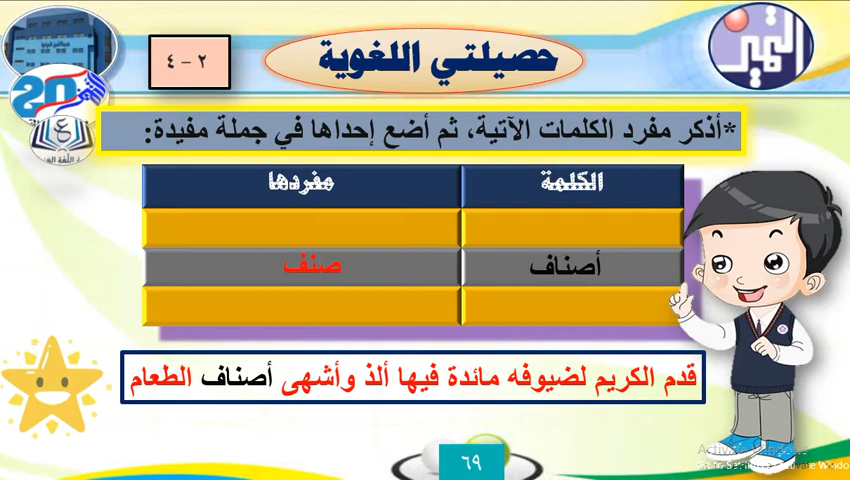 حصيلتي اللغوية
٢ - ٤
التميز
*أذكر مفرد الكلمات الآتية، ثم أضع إحداها في جملة مفيدة:
الكلمة مفردها
أصناف صنف
قدم الكريم لضيوفه مائدة فيها ألذ وأشهى أصناف الطعام
٦٩